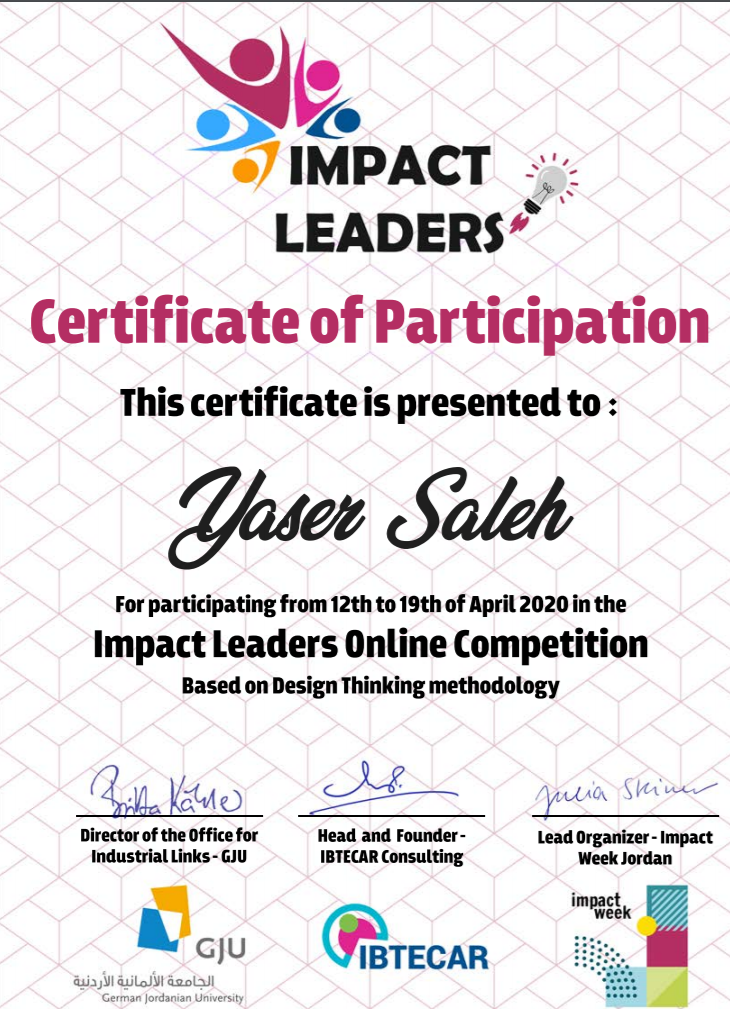 IMPACT
LEADERS
Certificate of Participation
This certificate is presented to :
Yaser Saleh
For participating from 12th to 19th of April 2020 in the
Impact Leaders Online Competition
Based on Design Thinking methodology
Britta Kähler
Julia Skiner
Director of the Office for
Industrial Links - GJU
Head and Founder -
IBTECAR Consulting
Lead Organizer - Impact
Week Jordan
GJU
الجامعة الألمانية الأردنية
German Jordanian University
IBTECAR
impact
week